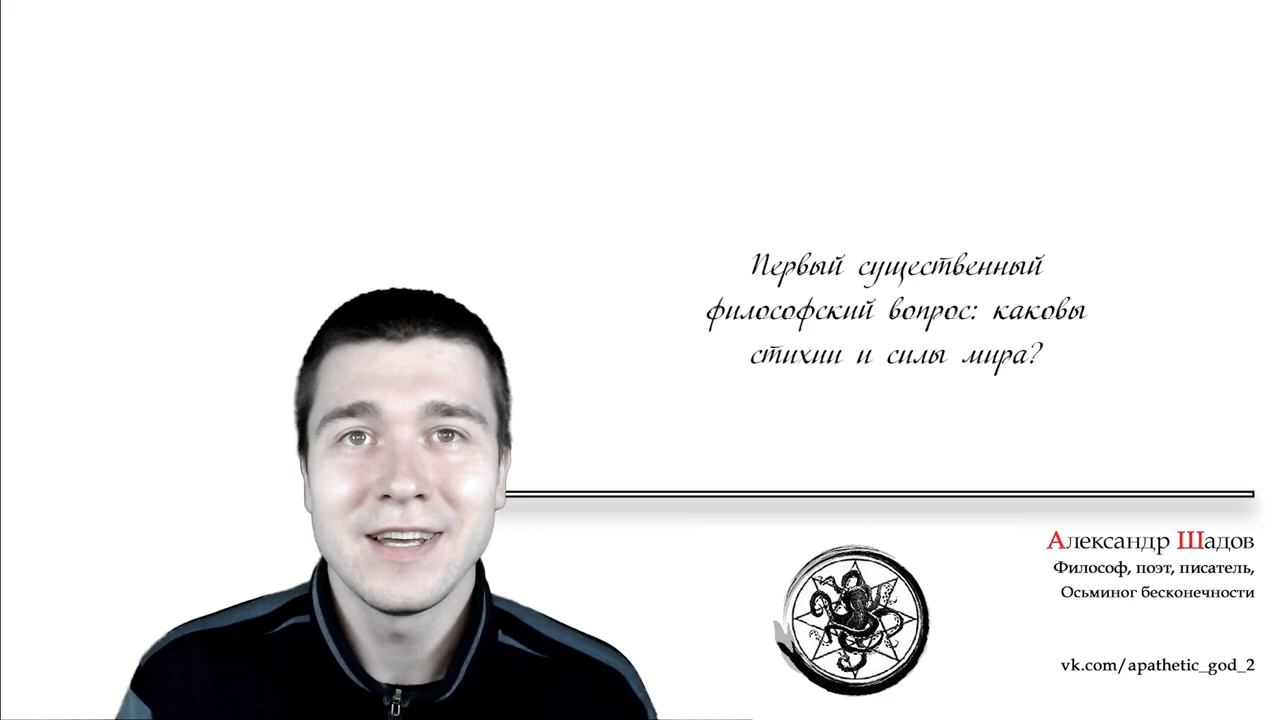 Первый существенный
философский вопрос: каковы
стихии и силы мира?
Александр Шадов
Философ, поэт, писатель,
Осьминог бесконечности
vk.com/apathetic_god_2